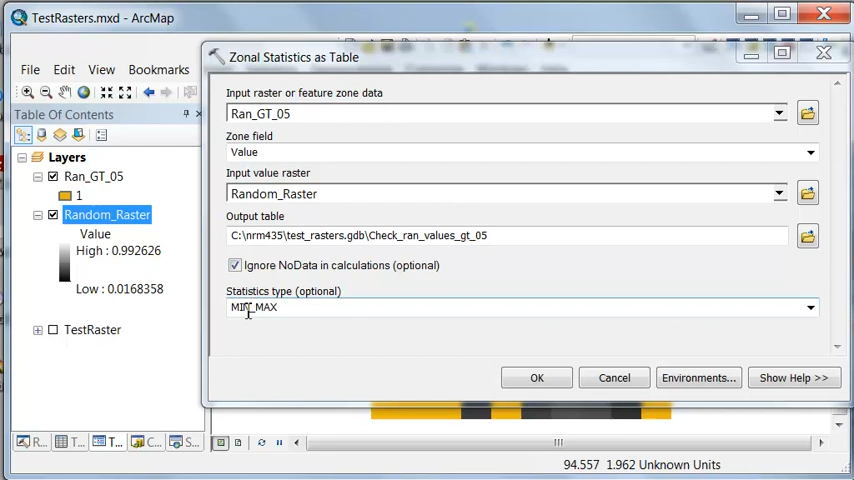 TestRasters.mxd - ArcMap
File Edit View Bookmarks
Table Of Contents
Layers
Ran_GT_05
1
Random_Raster
Value
High : 0.992626
Low : 0.0168358
TestRaster
R... T... T... C... S...
Zonal Statistics as Table
Input raster or feature zone data
Ran_GT_05
Zone field
Value
Input value raster
Random_Raster
Output table
C:\nrm435\test_rasters.gdb\Check_ran_values_gt_05
Ignore NoData in calculations (optional)
Statistics type (optional)
MIN_MAX
OK Cancel Environments... Show Help >>
94.557 1.962 Unknown Units